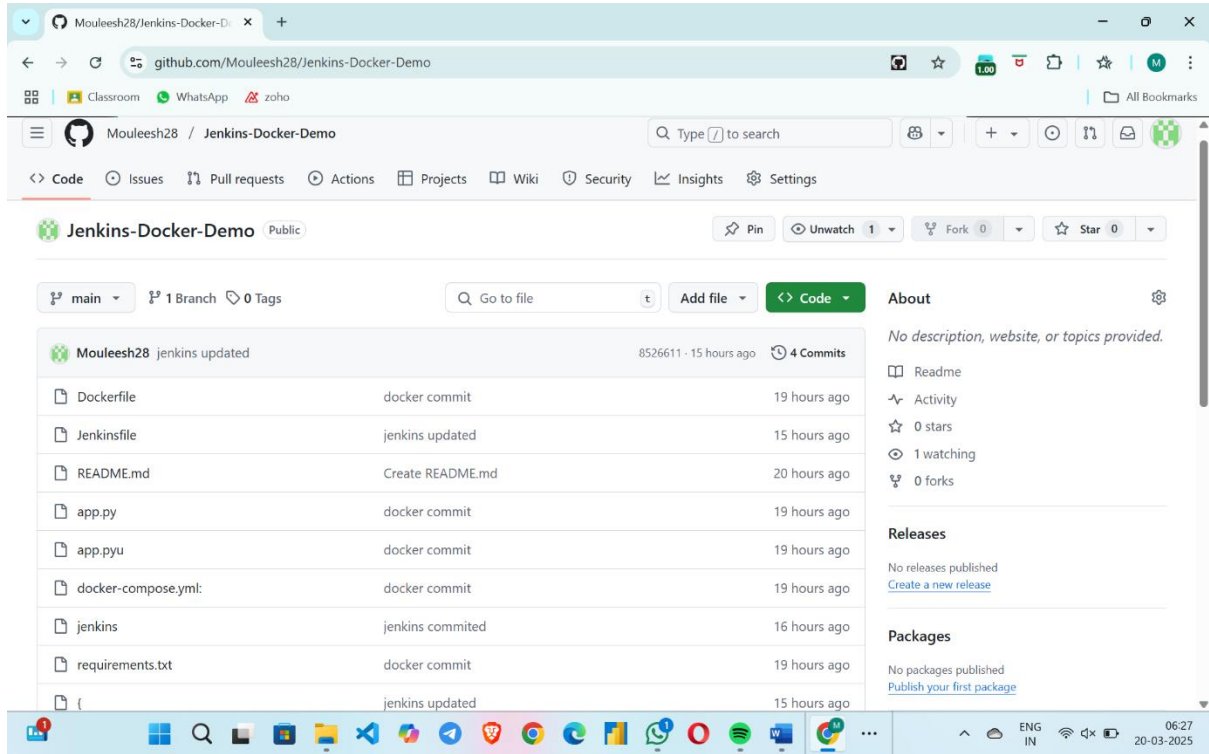 Mouleesh28/Jenkins-Docker-D
github.com/Mouleesh28/Jenkins-Docker-Demo
1.00
M
Classroom WhatsApp zoho
All Bookmarks
Mouleesh28 / Jenkins-Docker-Demo
Type / to search
Code Issues Pull requests Actions Projects Wiki Security Insights Settings
Jenkins-Docker-Demo Public
Pin Unwatch 1 Fork 0 Star 0
main 1 Branch 0 Tags
Go to file t
Add file
<> Code
About
No description, website, or topics provided.
Mouleesh28 jenkins updated 8526611 · 15 hours ago 4 Commits
Readme
Dockerfile docker commit 19 hours ago
Activity
0 stars
Jenkinsfile jenkins updated 15 hours ago
1 watching
README.md Create README.md 20 hours ago
0 forks
app.py docker commit 19 hours ago
Releases
app.pyu docker commit 19 hours ago
No releases published
Create a new release
docker-compose.yml: docker commit 19 hours ago
jenkins jenkins commited 16 hours ago
Packages
requirements.txt docker commit 19 hours ago
No packages published
Publish your first package
{ jenkins updated 15 hours ago
1
1
M
ENG
IN
06:27
20-03-2025